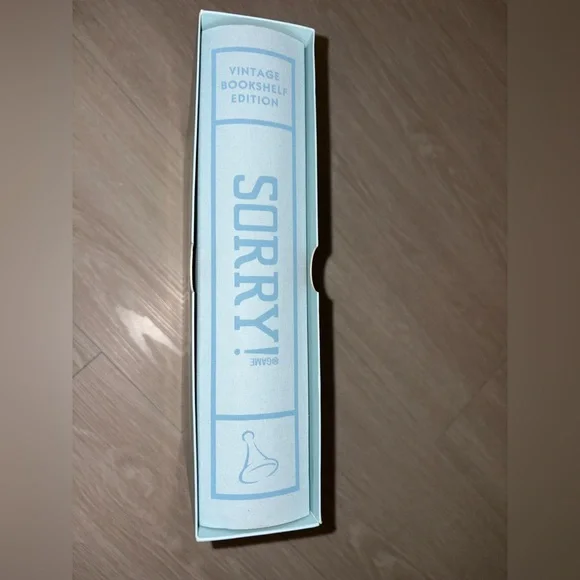 VINTAGE
BOOKSHELF
EDITION
SORRY!
®GAME